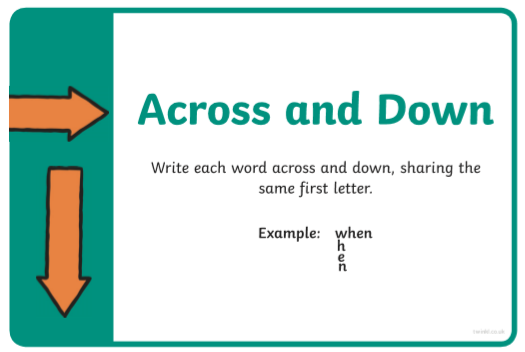 Across and Down
Write each word across and down, sharing the
same first letter.
Example: when
h
e
n